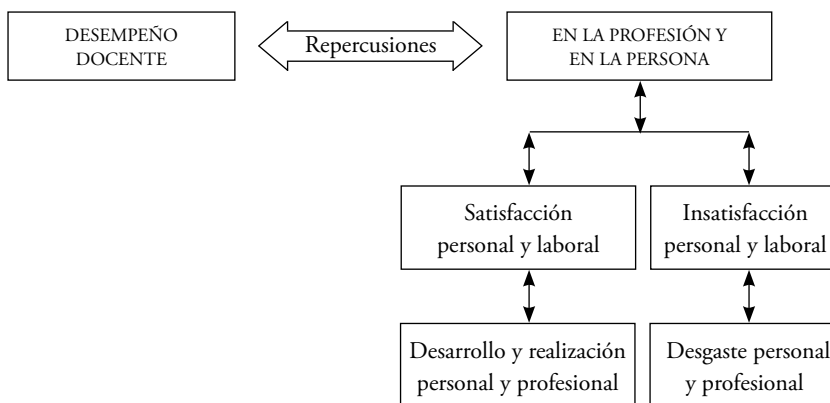 DESEMPEÑO
DOCENTE
Repercusiones
EN LA PROFESIÓN Y
EN LA PERSONA
Satisfacción
personal y laboral
Insatisfacción
personal y laboral
Desarrollo y realización
personal y profesional
Desgaste personal
y profesional